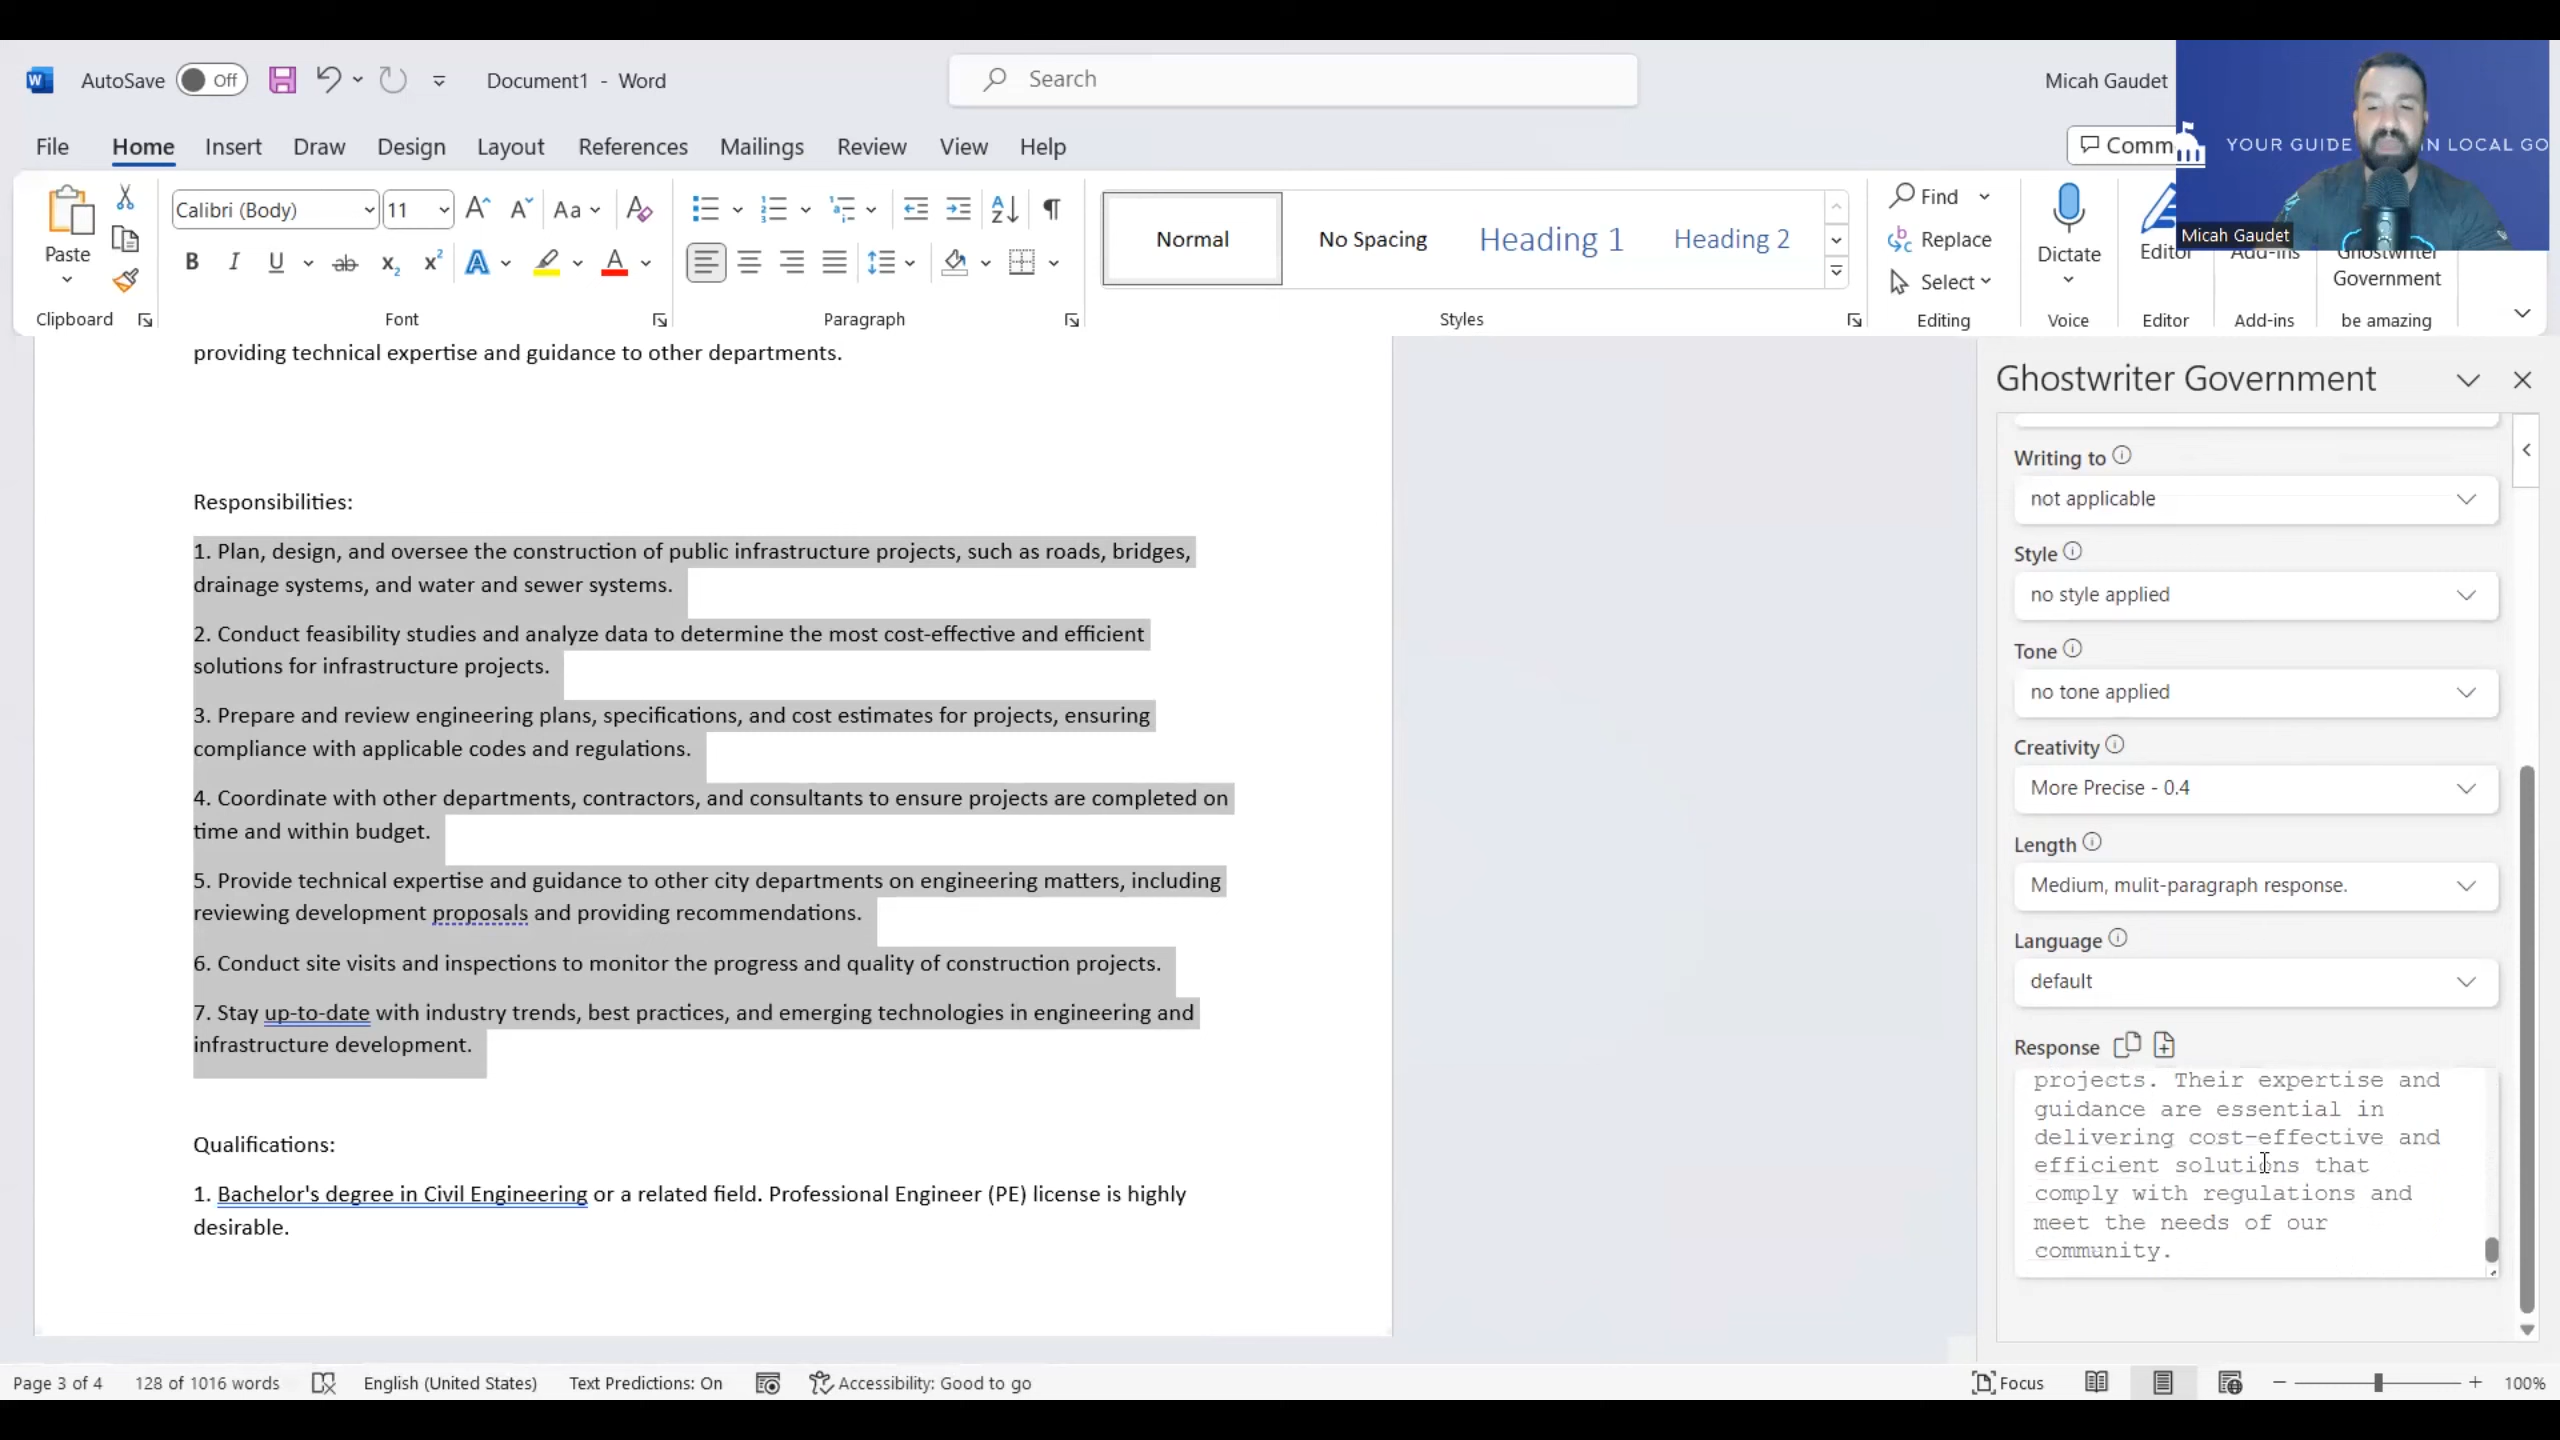 AutoSave Off Document1 - Word Search Micah Gaudet
File Home Insert Draw Design Layout References Mailings Review View Help Comm
YOUR GUIDE IN LOCAL GO
Micah Gaudet
Paste
Calibri (Body) 11
Normal No Spacing Heading 1 Heading 2
Find
Replace
Select
Dictate
Editor
Add-ins
Ghostwriter
Government
Clipboard Font Paragraph Styles Editing Voice Editor Add-ins be amazing
providing technical expertise and guidance to other departments.
Responsibilities:
1. Plan, design, and oversee the construction of public infrastructure projects, such as roads, bridges,
drainage systems, and water and sewer systems.
2. Conduct feasibility studies and analyze data to determine the most cost-effective and efficient
solutions for infrastructure projects.
3. Prepare and review engineering plans, specifications, and cost estimates for projects, ensuring
compliance with applicable codes and regulations.
4. Coordinate with other departments, contractors, and consultants to ensure projects are completed on
time and within budget.
5. Provide technical expertise and guidance to other city departments on engineering matters, including
reviewing development proposals and providing recommendations.
6. Conduct site visits and inspections to monitor the progress and quality of construction projects.
7. Stay up-to-date with industry trends, best practices, and emerging technologies in engineering and
infrastructure development.
Qualifications:
1. Bachelor's degree in Civil Engineering or a related field. Professional Engineer (PE) license is highly
desirable.
Ghostwriter Government
Writing to
not applicable
Style
no style applied
Tone
no tone applied
Creativity
More Precise - 0.4
Length
Medium, mulit-paragraph response.
Language
default
Response
projects. Their expertise and
guidance are essential in
delivering cost-effective and
efficient solutions that
comply with regulations and
meet the needs of our
community.
Page 3 of 4 128 of 1016 words English (United States) Text Predictions: On Accessibility: Good to go Focus 100%